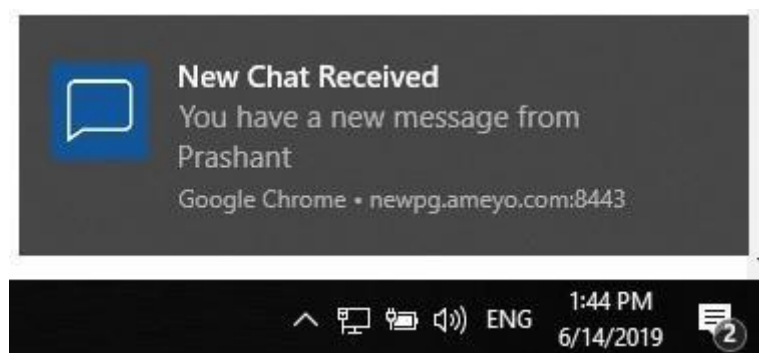 New Chat Received
You have a new message from
Prashant
Google Chrome • newpg.ameyo.com:8443
ENG
1:44 PM
6/14/2019
2